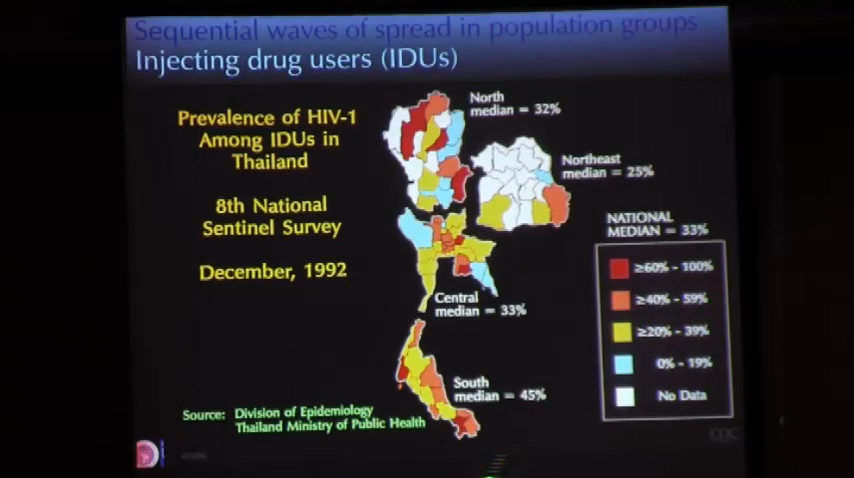 Sequential waves of spread in population groups
Injecting drug users (IDUs)
Prevalence of HIV-1
Among IDUs in
Thailand
8th National
Sentinel Survey
December, 1992
North
median = 32%
Northeast
median = 25%
Central
median = 33%
South
median = 45%
NATIONAL
MEDIAN = 33%
≥60% - 100%
≥40% - 59%
≥20% - 39%
0% - 19%
No Data
Source: Division of Epidemiology
Thailand Ministry of Public Health
CDC